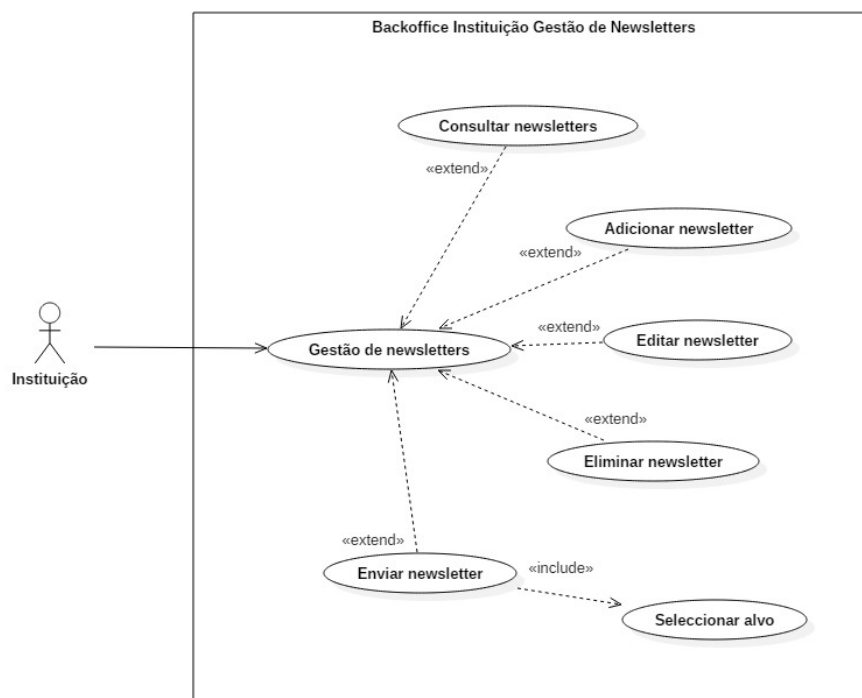 Backoffice Instituição Gestão de Newsletters
Consultar newsletters
«extend»
Adicionar newsletter
«extend»
«extend»
Editar newsletter
Gestão de newsletters
Instituição
«extend»
Eliminar newsletter
«extend»
Enviar newsletter
«include»
Seleccionar alvo